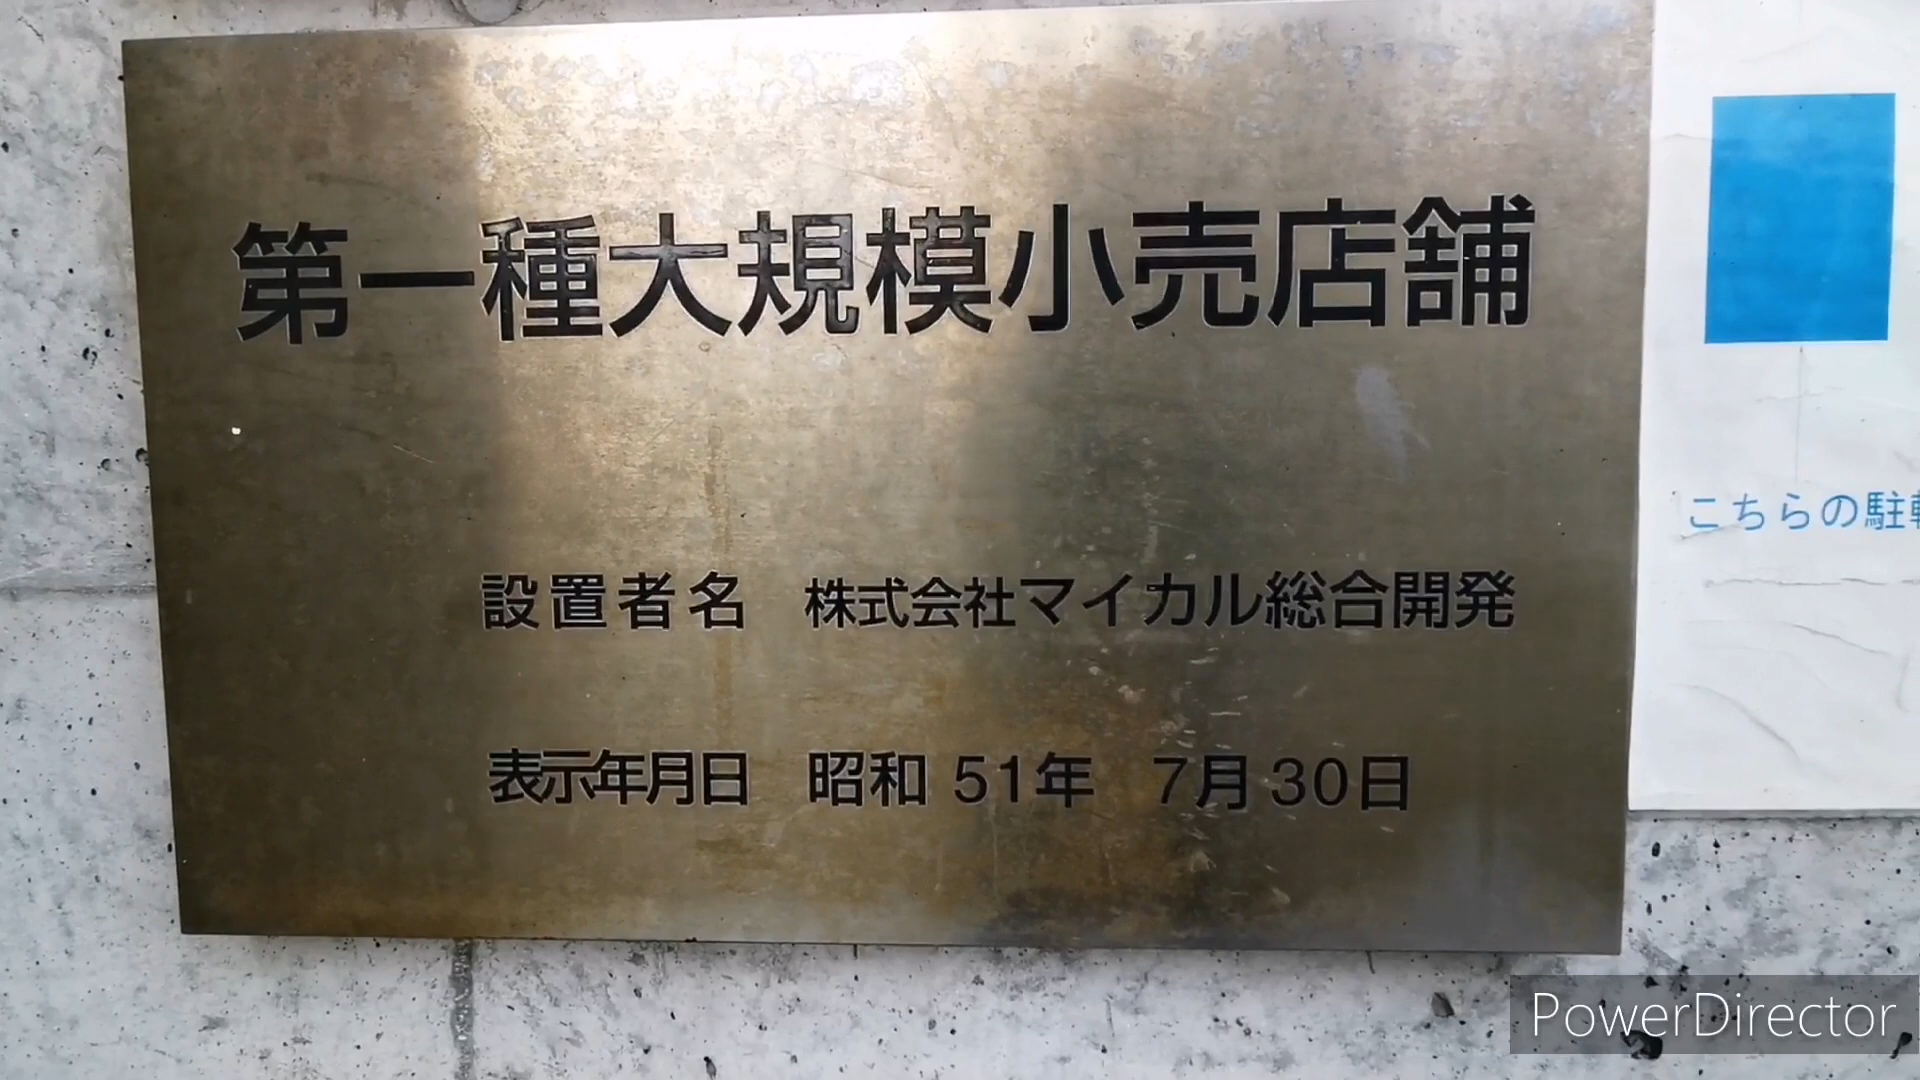 第一種大規模小売店舗
設置者名 株式会社マイカル総合開発
表示年月日 昭和 51年 7月 30日
こちらの駐
PowerDirector